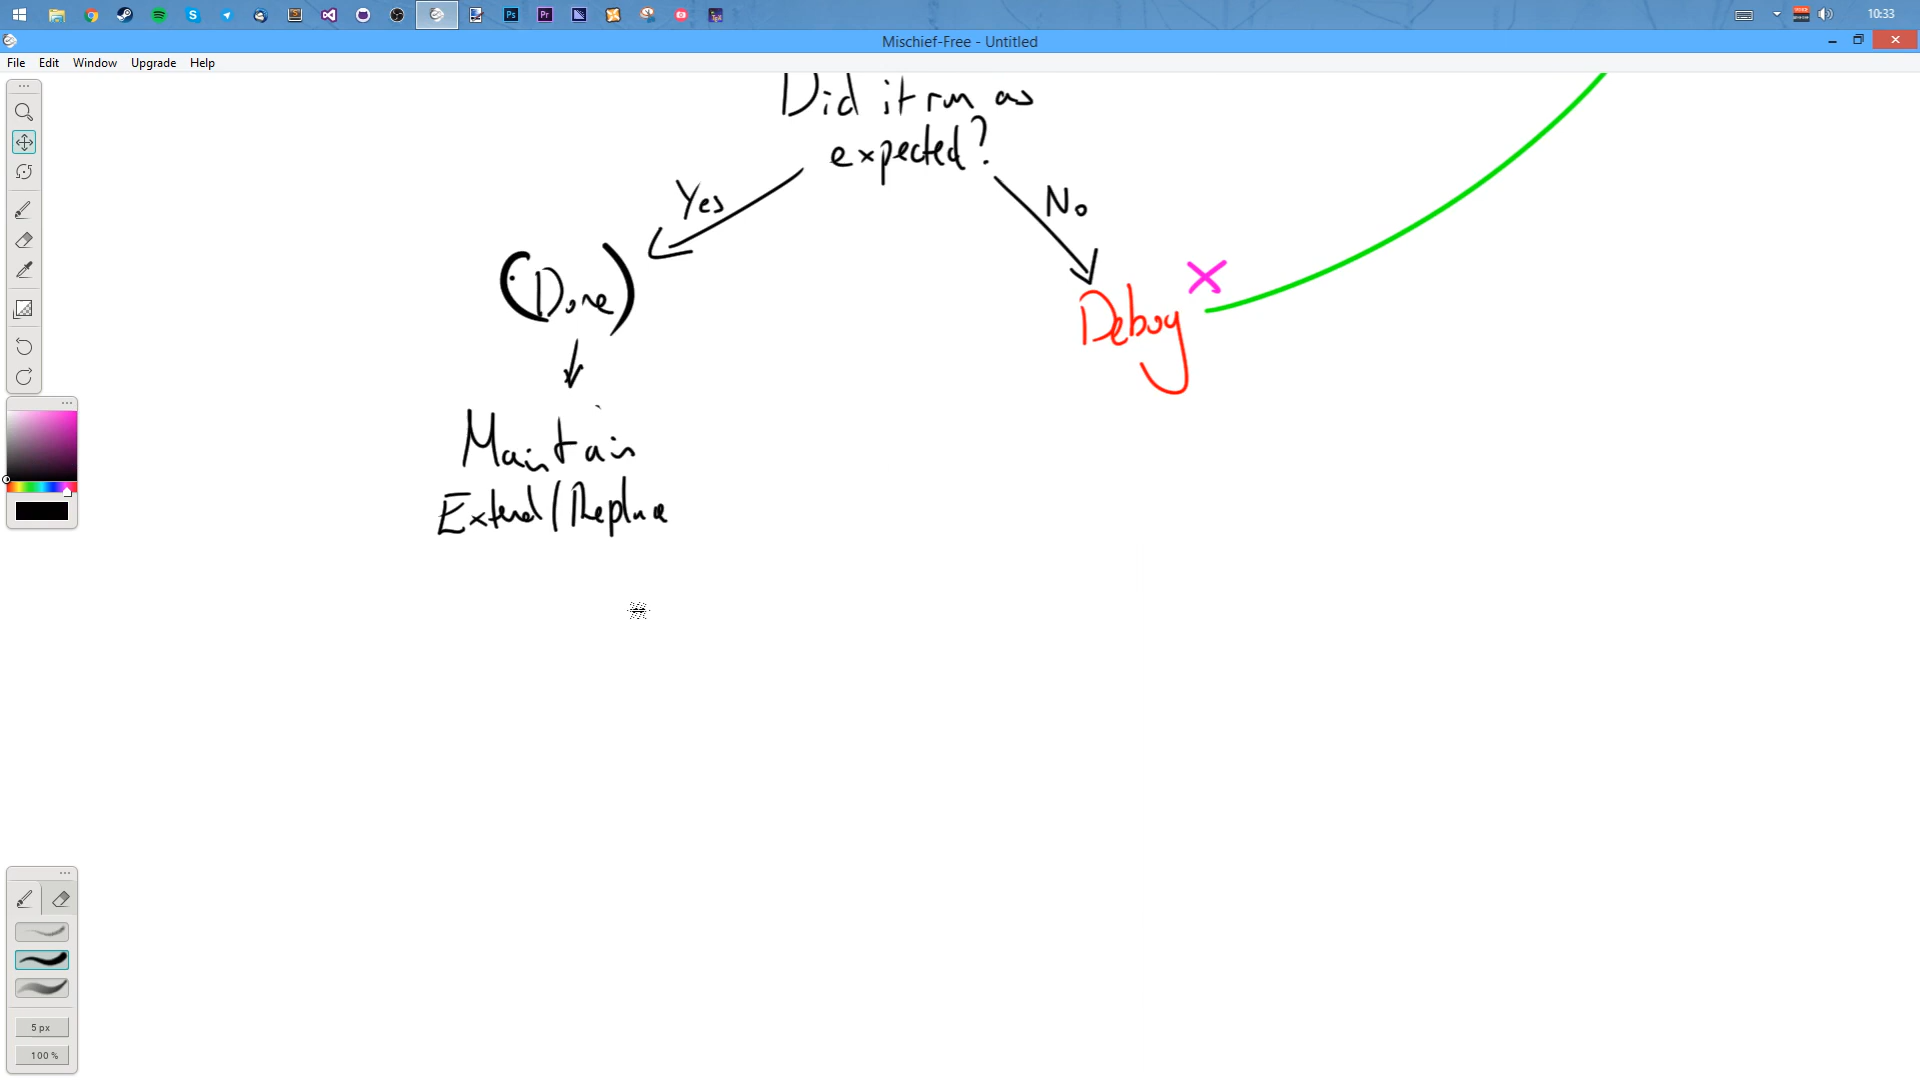 10:33
Mischief-Free - Untitled
File Edit Window Upgrade Help
Did it run as
expected?
Yes
No
(Done)
Debug
Maintain
Extend/Replace
5 px
100 %